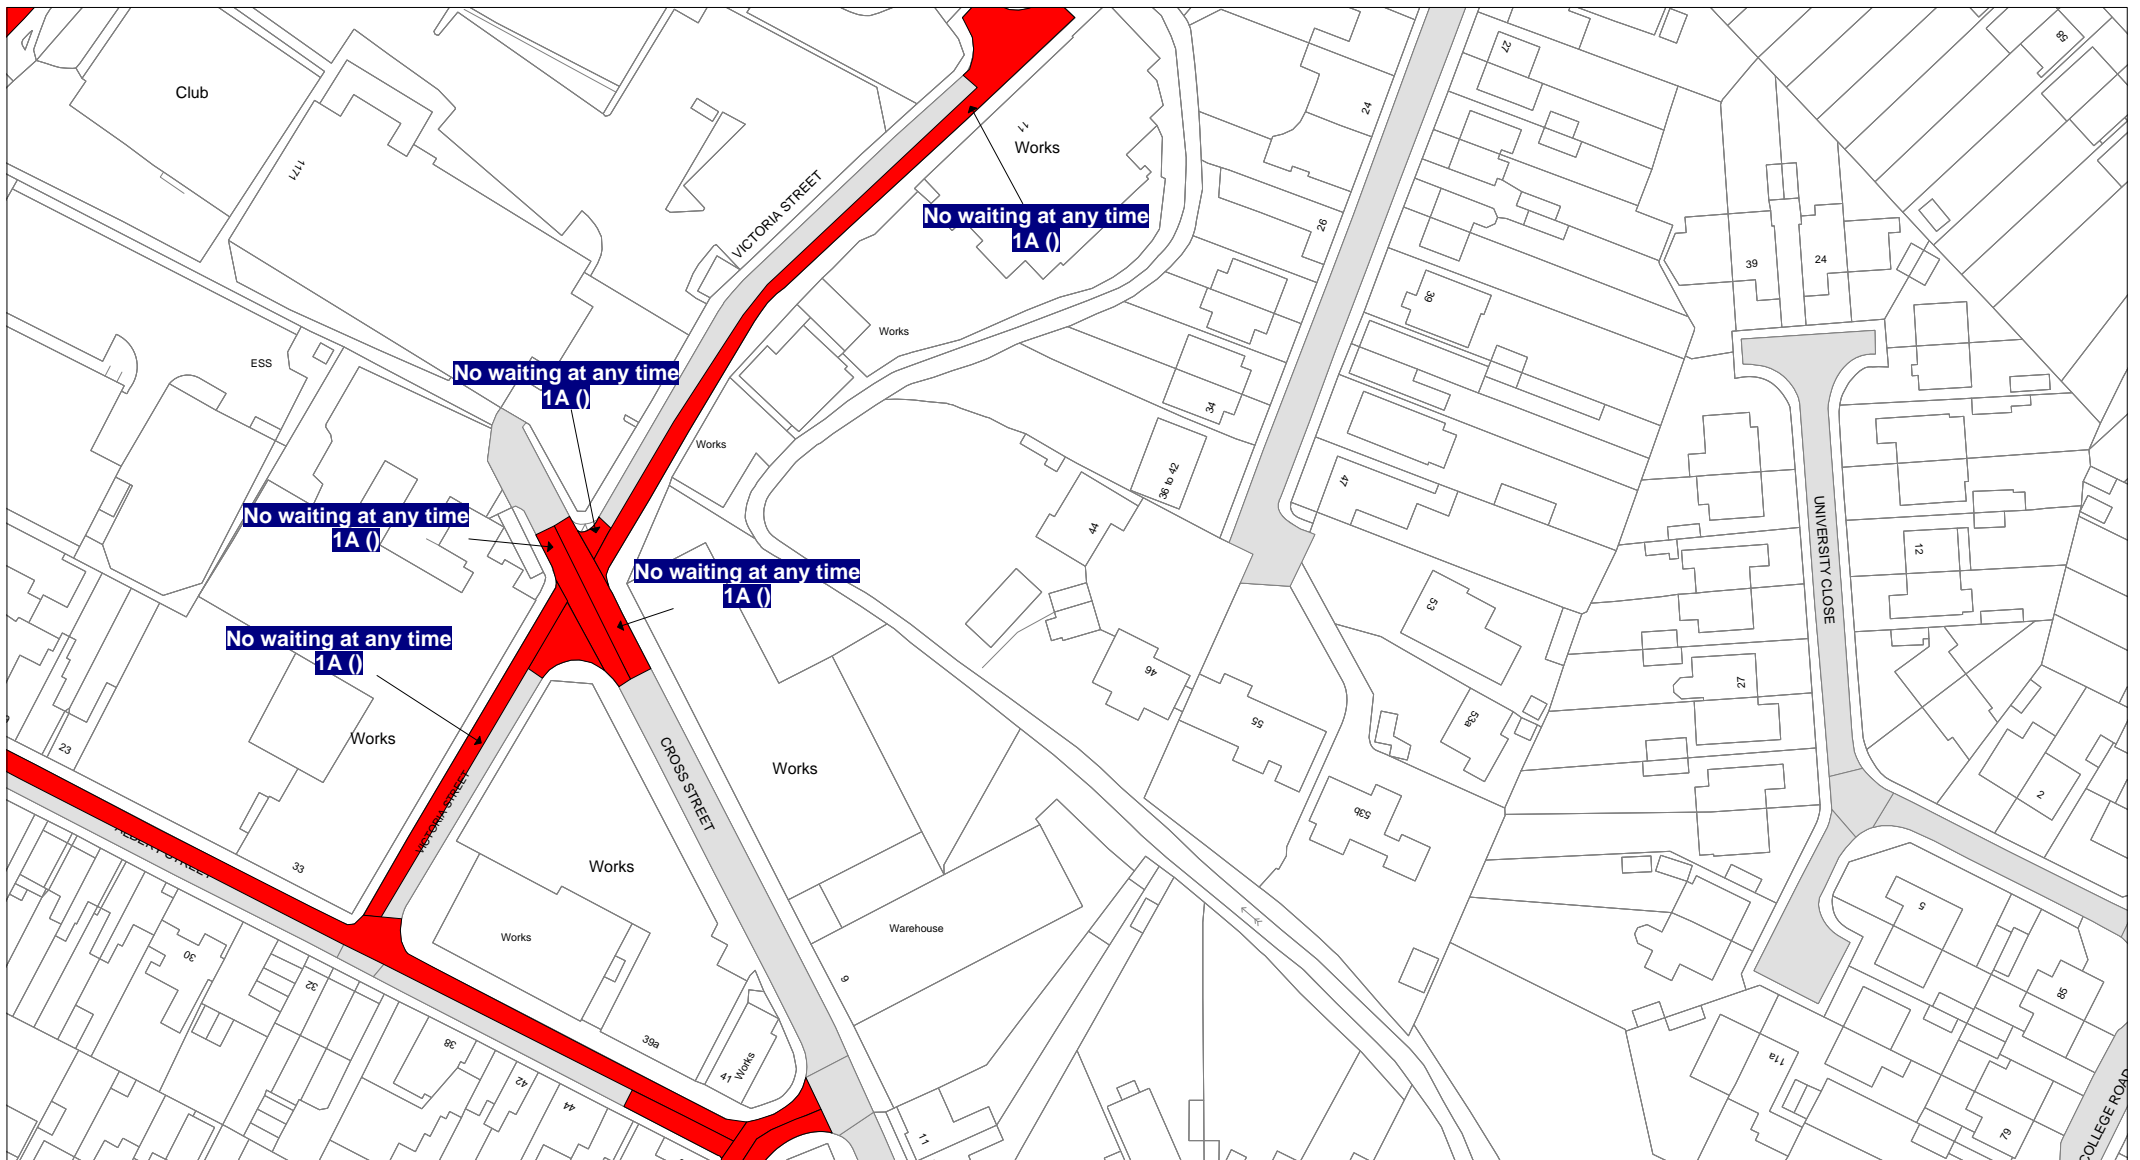 Club
1171
27
58
24
11
Works
VICTORIA STREET
No waiting at any time
1A ()
26
39
24
39
Works
ESS
No waiting at any time
1A ()
34
Works
36 to 42
47
No waiting at any time
1A ()
44
UNIVERSITY CLOSE
12
No waiting at any time
1A ()
53
No waiting at any time
1A ()
46
27
55
53a
23
Works
CROSS STREET
Works
VICTORIA STREET
53b
2
ALBERT STREET
33
Works
5
Works
Warehouse
30
32
9
85
38
39a
41
Works
11a
42
44
11
79
COLLEGE ROAD